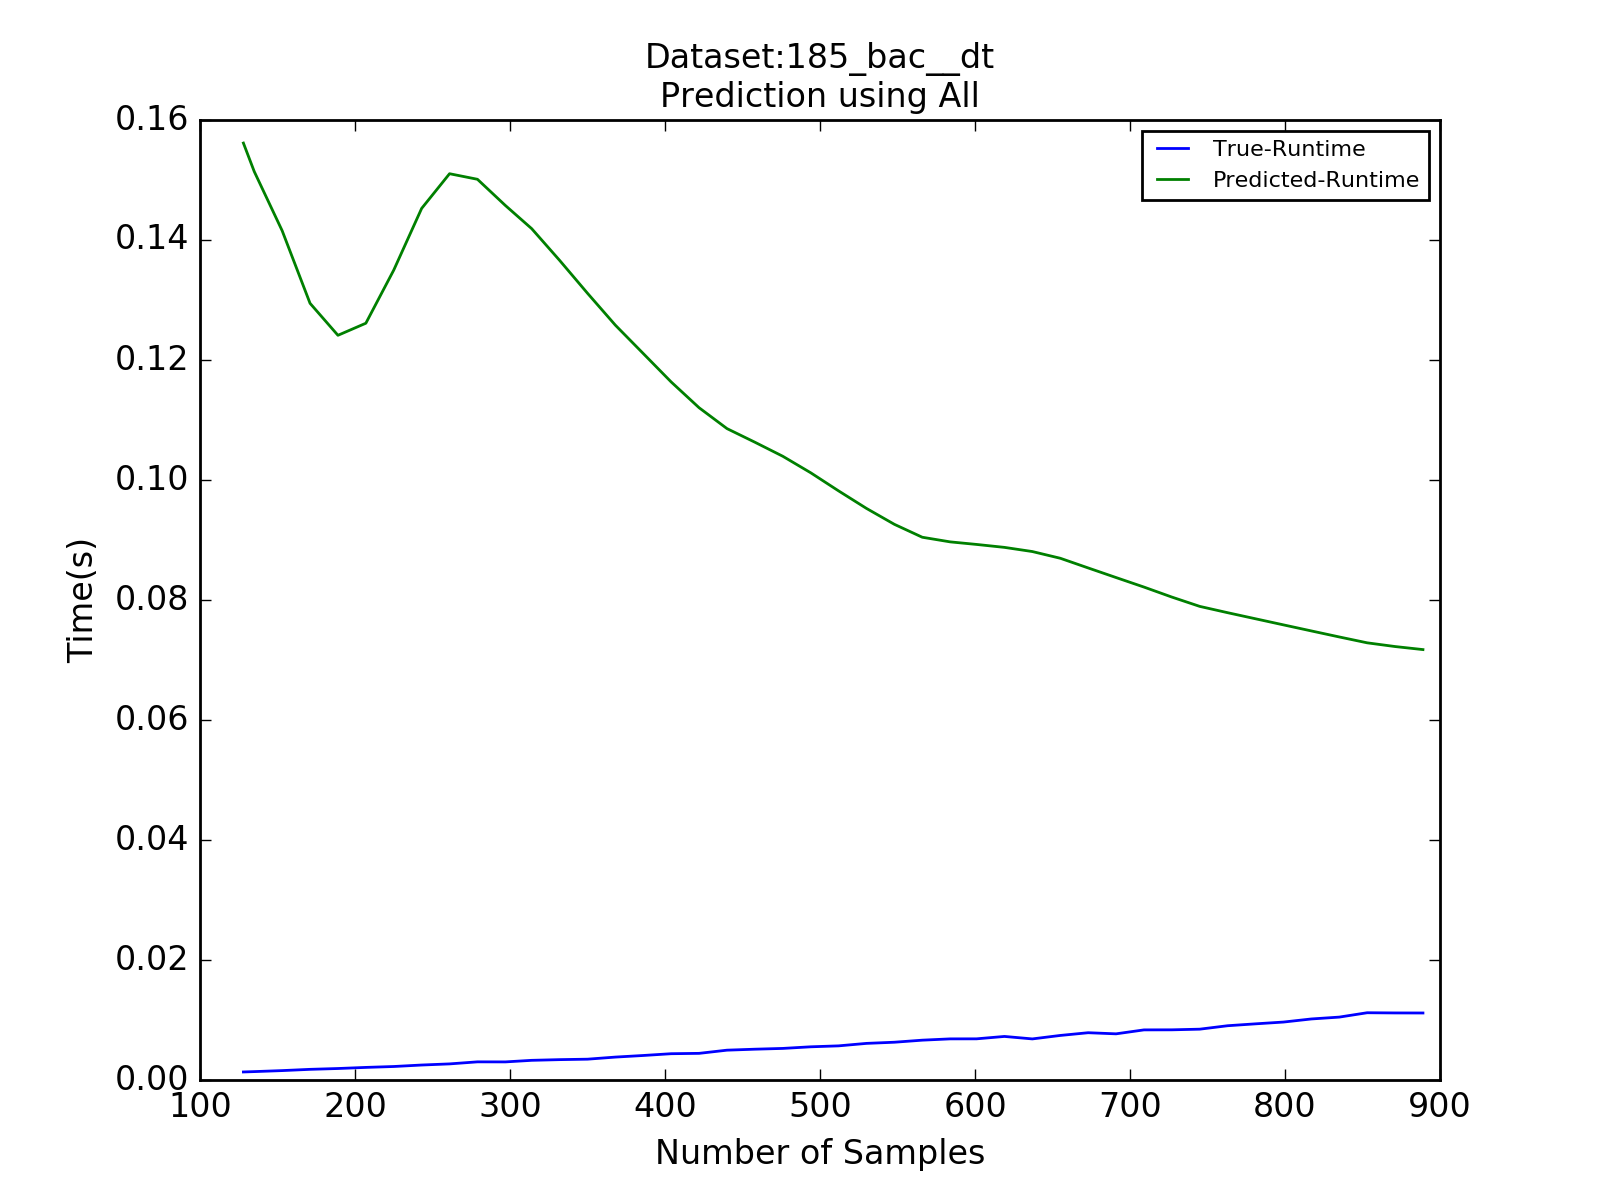 Dataset:185_bac__dt
Prediction using All
True-Runtime
Predicted-Runtime
0.16
0.14
0.12
0.10
0.08
0.06
0.04
0.02
0.00
Time(s)
100 200 300 400 500 600 700 800 900
Number of Samples